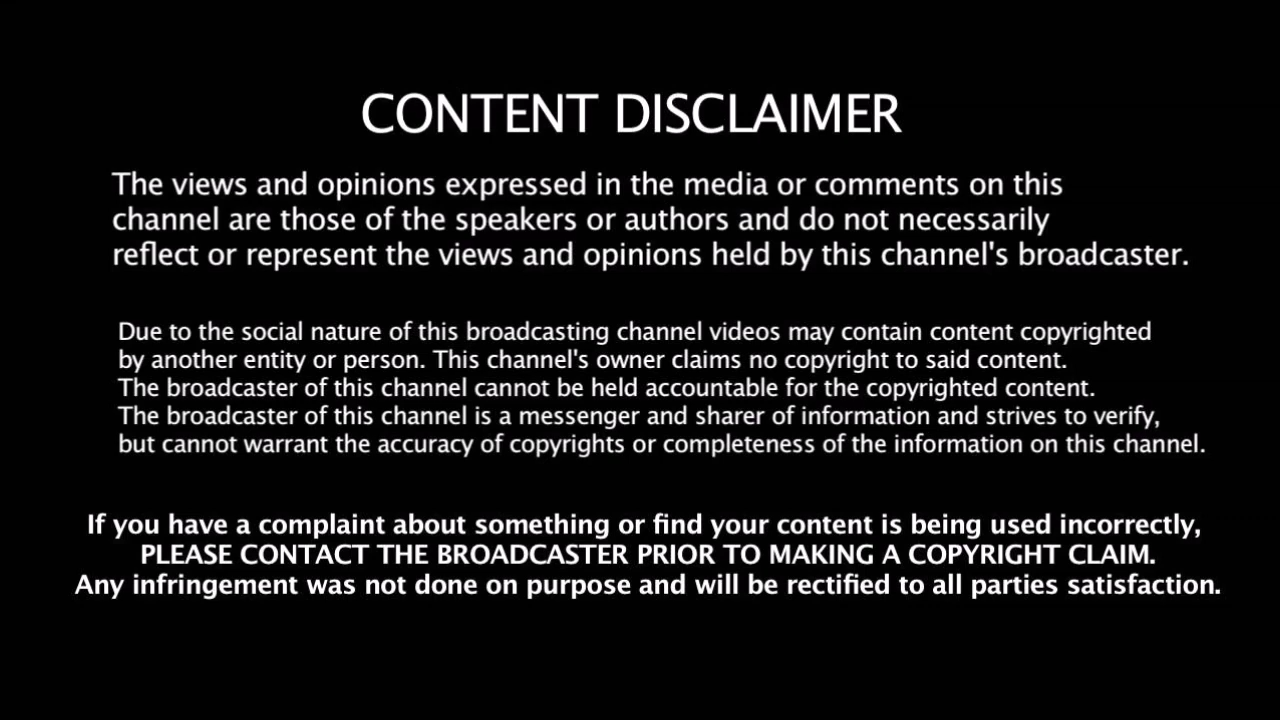 CONTENT DISCLAIMER
The views and opinions expressed in the media or comments on this
channel are those of the speakers or authors and do not necessarily
reflect or represent the views and opinions held by this channel's broadcaster.
Due to the social nature of this broadcasting channel videos may contain content copyrighted
by another entity or person. This channel's owner claims no copyright to said content.
The broadcaster of this channel cannot be held accountable for the copyrighted content.
The broadcaster of this channel is a messenger and sharer of information and strives to verify,
but cannot warrant the accuracy of copyrights or completeness of the information on this channel.
If you have a complaint about something or find your content is being used incorrectly,
PLEASE CONTACT THE BROADCASTER PRIOR TO MAKING A COPYRIGHT CLAIM.
Any infringement was not done on purpose and will be rectified to all parties satisfaction.